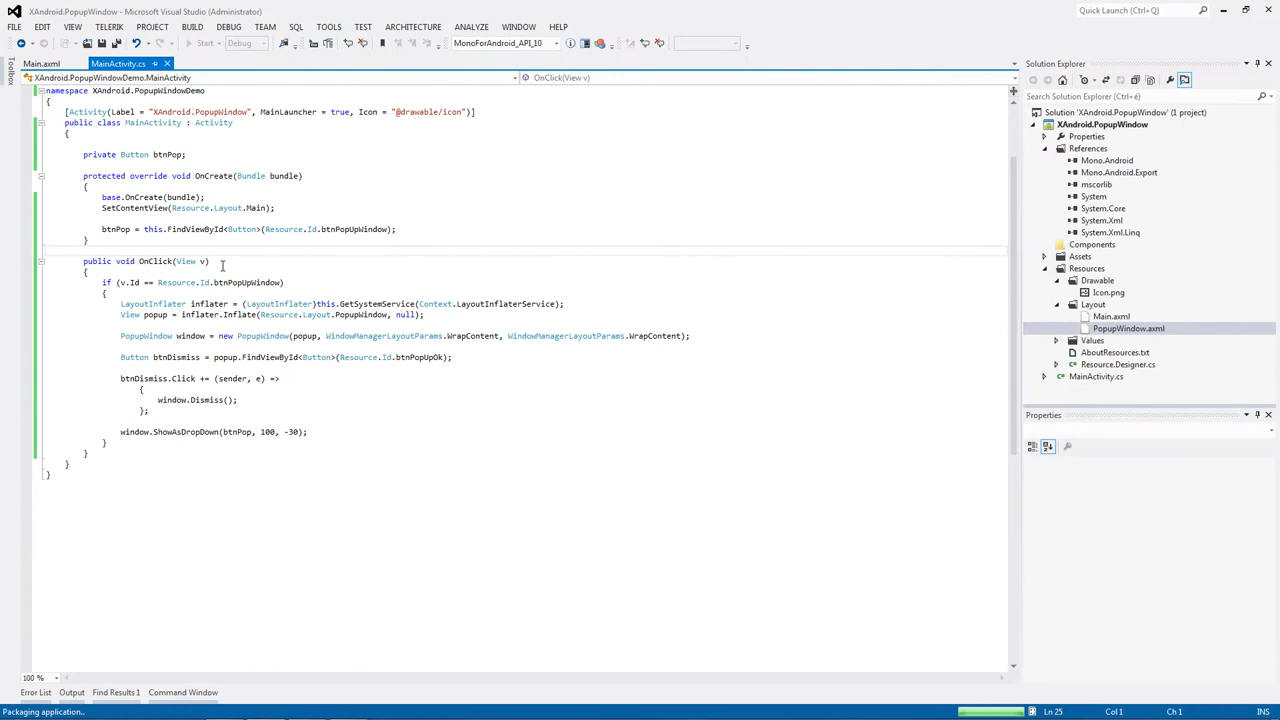 XAndroid.PopupWindow - Microsoft Visual Studio (Administrator)
Quick Launch (Ctrl+Q)
FILE EDIT VIEW TELERIK PROJECT BUILD DEBUG TEAM SQL TOOLS TEST ARCHITECTURE ANALYZE WINDOW HELP
Start Debug MonoForAndroid_API_10
Main.axml MainActivity.cs
XAndroid.PopupWindowDemo.MainActivity OnClick(View v)
namespace XAndroid.PopupWindowDemo
{
[Activity(Label = "XAndroid.PopupWindow", MainLauncher = true, Icon = "@drawable/icon")]
public class MainActivity : Activity
{
private Button btnPop;
protected override void OnCreate(Bundle bundle)
{
base.OnCreate(bundle);
SetContentView(Resource.Layout.Main);
btnPop = this.FindViewById<Button>(Resource.Id.btnPopUpWindow);
}
public void OnClick(View v)
{
if (v.Id == Resource.Id.btnPopUpWindow)
{
LayoutInflater inflater = (LayoutInflater)this.GetSystemService(Context.LayoutInflaterService);
View popup = inflater.Inflate(Resource.Layout.PopupWindow, null);
PopupWindow window = new PopupWindow(popup, WindowManagerLayoutParams.WrapContent, WindowManagerLayoutParams.WrapContent);
Button btnDismiss = popup.FindViewById<Button>(Resource.Id.btnPopUpOk);
btnDismiss.Click += (sender, e) =>
{
window.Dismiss();
};
window.ShowAsDropDown(btnPop, 100, -30);
}
}
}
}
Toolbox
100 %
Solution Explorer
Search Solution Explorer (Ctrl+é)
Solution 'XAndroid.PopupWindow' (1 project)
XAndroid.PopupWindow
Properties
References
Mono.Android
Mono.Android.Export
mscorlib
System
System.Core
System.Xml
System.Xml.Linq
Components
Assets
Resources
Drawable
Icon.png
Layout
Main.axml
PopupWindow.axml
Values
AboutResources.txt
Resource.Designer.cs
MainActivity.cs
Properties
Error List Output Find Results 1 Command Window
Packaging application.. Ln 25 Col 1 Ch 1 INS